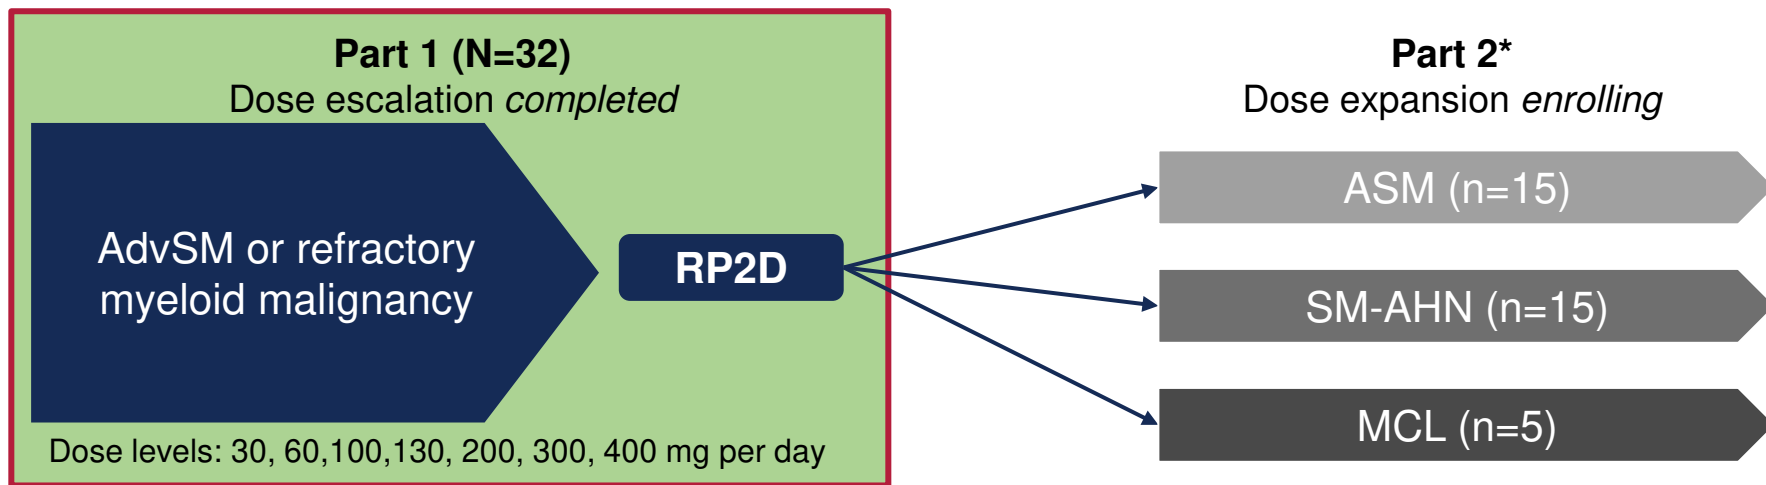 Part 1 (N=32)
Dose escalation completed
AdvSM or refractory
myeloid malignancy
RP2D
Dose levels: 30, 60,100,130, 200, 300, 400 mg per day
Part 2*
Dose expansion enrolling
ASM (n=15)
SM-AHN (n=15)
MCL (n=5)